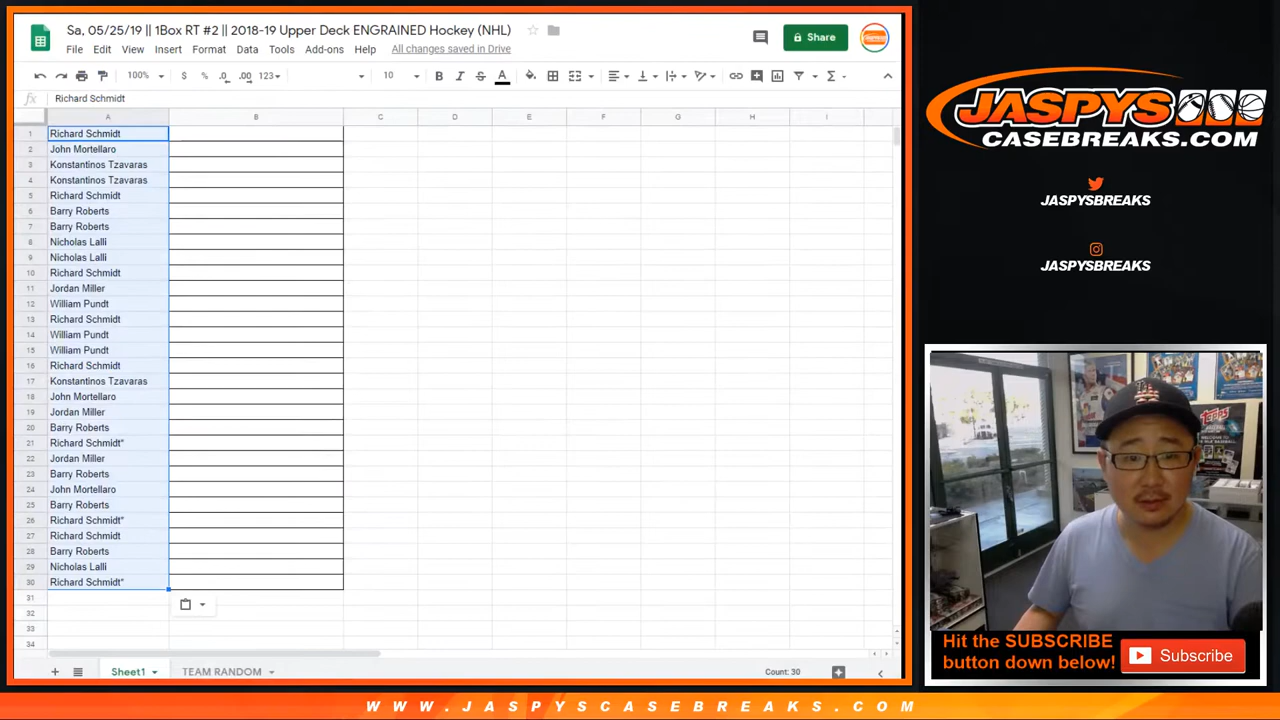 Sa, 05/25/19 || 1Box RT #2 || 2018-19 Upper Deck ENGRAINED Hockey (NHL)
File Edit View Insert Format Data Tools Add-ons Help All changes saved in Drive
Share
100% $ % .0 .00 123 10 B I S A
fx Richard Schmidt
A B C D E F G H I
1 Richard Schmidt
2 John Mortellaro
3 Konstantinos Tzavaras
4 Konstantinos Tzavaras
5 Richard Schmidt
6 Barry Roberts
7 Barry Roberts
8 Nicholas Lalli
9 Nicholas Lalli
10 Richard Schmidt
11 Jordan Miller
12 William Pundt
13 Richard Schmidt
14 William Pundt
15 William Pundt
16 Richard Schmidt
17 Konstantinos Tzavaras
18 John Mortellaro
19 Jordan Miller
20 Barry Roberts
21 Richard Schmidt*
22 Jordan Miller
23 Barry Roberts
24 John Mortellaro
25 Barry Roberts
26 Richard Schmidt*
27 Richard Schmidt
28 Barry Roberts
29 Nicholas Lalli
30 Richard Schmidt*
31
32
33
34
Sheet1 TEAM RANDOM Count: 30
JASPYS
CASEBREAKS.COM
JASPYSBREAKS
JASPYSBREAKS
TOPPS
Hit the SUBSCRIBE
button down below!
Subscribe
WWW.JASPYSCASEBREAKS.COM